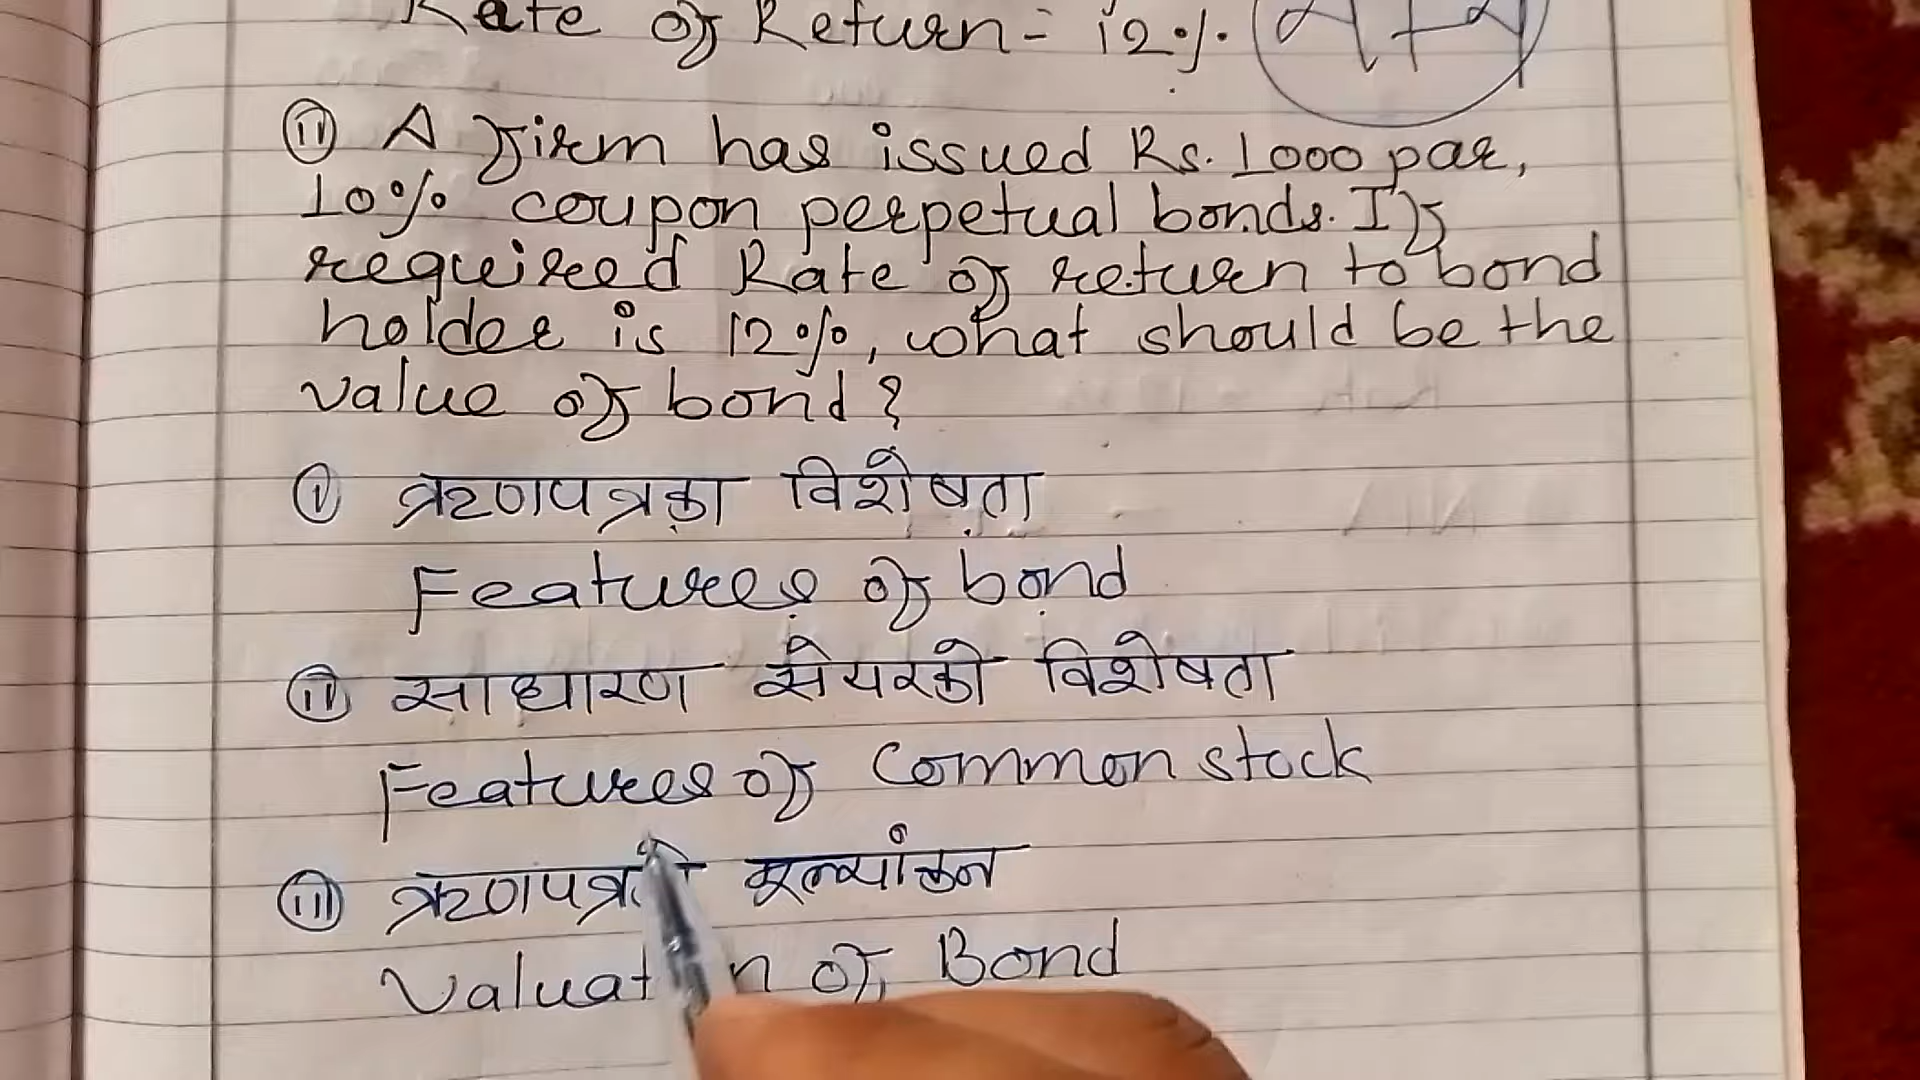 Rate of Return = 12%
(ii) A firm has issued Rs. 1000 par,
10% coupon perpetual bonds. If
required Rate of return to bond
holder is 12%, what should be the
value of bond?
(i) ऋणपत्रका विशेषता
Features of bond
(ii) साधारण सेयरको विशेषता
Features of Common stock
(iii) मूल्यांकन
of Bond